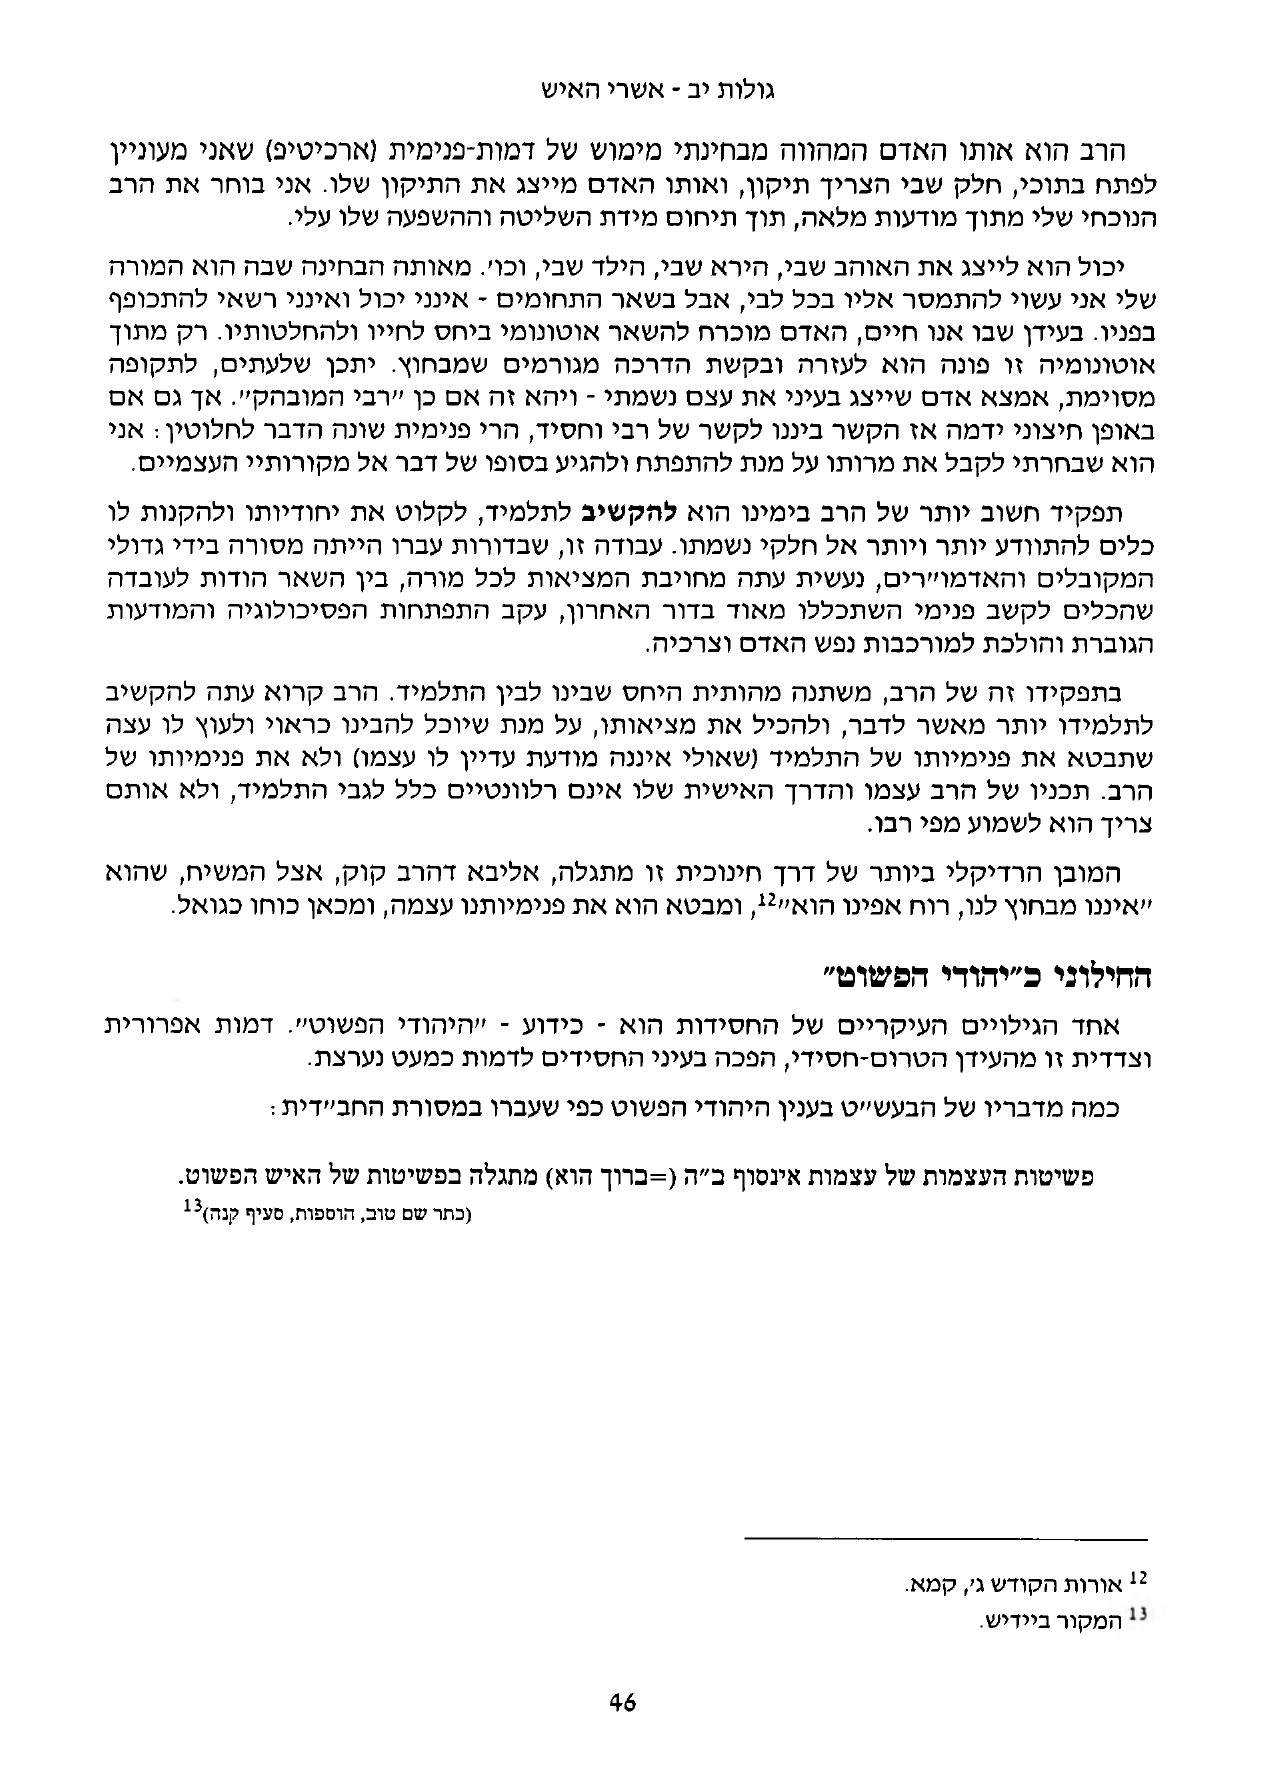 גולות יב - אשרי האיש
הרב הוא אותו האדם המהווה מבחינתי מימוש של דמות-פנימית (ארכיטיפ) שאני מעוניין
לפתח בתוכי, חלק שבי הצריך תיקון, ואותו האדם מייצג את התיקון שלו. אני בוחר את הרב
הנוכחי שלי מתוך מודעות מלאה, תוך תיחום מידת השליטה וההשפעה שלו עלי.
יכול הוא לייצג את האוהב שבי, הירא שבי, הילד שבי, וכו'. מאותה הבחינה שבה הוא המורה
שלי אני עשוי להתמסר אליו בכל לבי, אבל בשאר התחומים - אינני יכול ואינני רשאי להתכופף
בפניו. בעידן שבו אנו חיים, האדם מוכרח להשאר אוטונומי ביחס לחייו ולהחלטותיו. רק מתוך
אוטונומיה זו פונה הוא לעזרה ובקשת הדרכה מגורמים שמבחוץ. יתכן שלעתים, לתקופה
מסוימת, אמצא אדם שייצג בעיני את עצם נשמתי - ויהא זה אם כן "רבי המובהק". אך גם אם
באופן חיצוני ידמה אז הקשר ביננו לקשר של רבי וחסיד, הרי פנימית שונה הדבר לחלוטין: אני
הוא שבחרתי לקבל את מרותו על מנת להתפתח ולהגיע בסופו של דבר אל מקורותיי העצמיים.
תפקיד חשוב יותר של הרב בימינו הוא להקשיב לתלמיד, לקלוט את יחודיותו ולהקנות לו
כלים להתוודע יותר ויותר אל חלקי נשמתו. עבודה זו, שבדורות עברו הייתה מסורה בידי גדולי
המקובלים והאדמו"רים, נעשית עתה מחויבת המציאות לכל מורה, בין השאר הודות לעובדה
שהכלים לקשב פנימי השתכללו מאוד בדור האחרון, עקב התפתחות הפסיכולוגיה והמודעות
הגוברת והולכת למורכבות נפש האדם וצרכיה.
בתפקידו זה של הרב, משתנה מהותית היחס שבינו לבין התלמיד. הרב קרוא עתה להקשיב
לתלמידו יותר מאשר לדבר, ולהכיל את מציאותו, על מנת שיוכל להבינו כראוי ולעוץ לו עצה
שתבטא את פנימיותו של התלמיד (שאולי איננה מודעת עדיין לו עצמו) ולא את פנימיותו של
הרב. תכניו של הרב עצמו והדרך האישית שלו אינם רלוונטיים כלל לגבי התלמיד, ולא אותם
צריך הוא לשמוע מפי רבו.
המובן הרדיקלי ביותר של דרך חינוכית זו מתגלה, אליבא דהרב קוק, אצל המשיח, שהוא
"איננו מבחוץ לנו, רוח אפינו הוא"12, ומבטא הוא את פנימיותנו עצמה, ומכאן כוחו כגואל.
החילוני כ"יהודי הפשוט"
אחד הגילויים העיקריים של החסידות הוא - כידוע - "היהודי הפשוט". דמות אפרורית
וצדדית זו מהעידן הטרום-חסידי, הפכה בעיני החסידים לדמות כמעט נערצת.
כמה מדבריו של הבעש"ט בענין היהודי הפשוט כפי שעברו במסורת החב"דית:
פשיטות העצמות של עצמות אינסוף ב"ה (=ברוך הוא) מתגלה בפשיטות של האיש הפשוט.
(כתר שם טוב, הוספות, סעיף קנה)13
12 אורות הקודש ג', קמא.
13 המקור ביידיש.
46